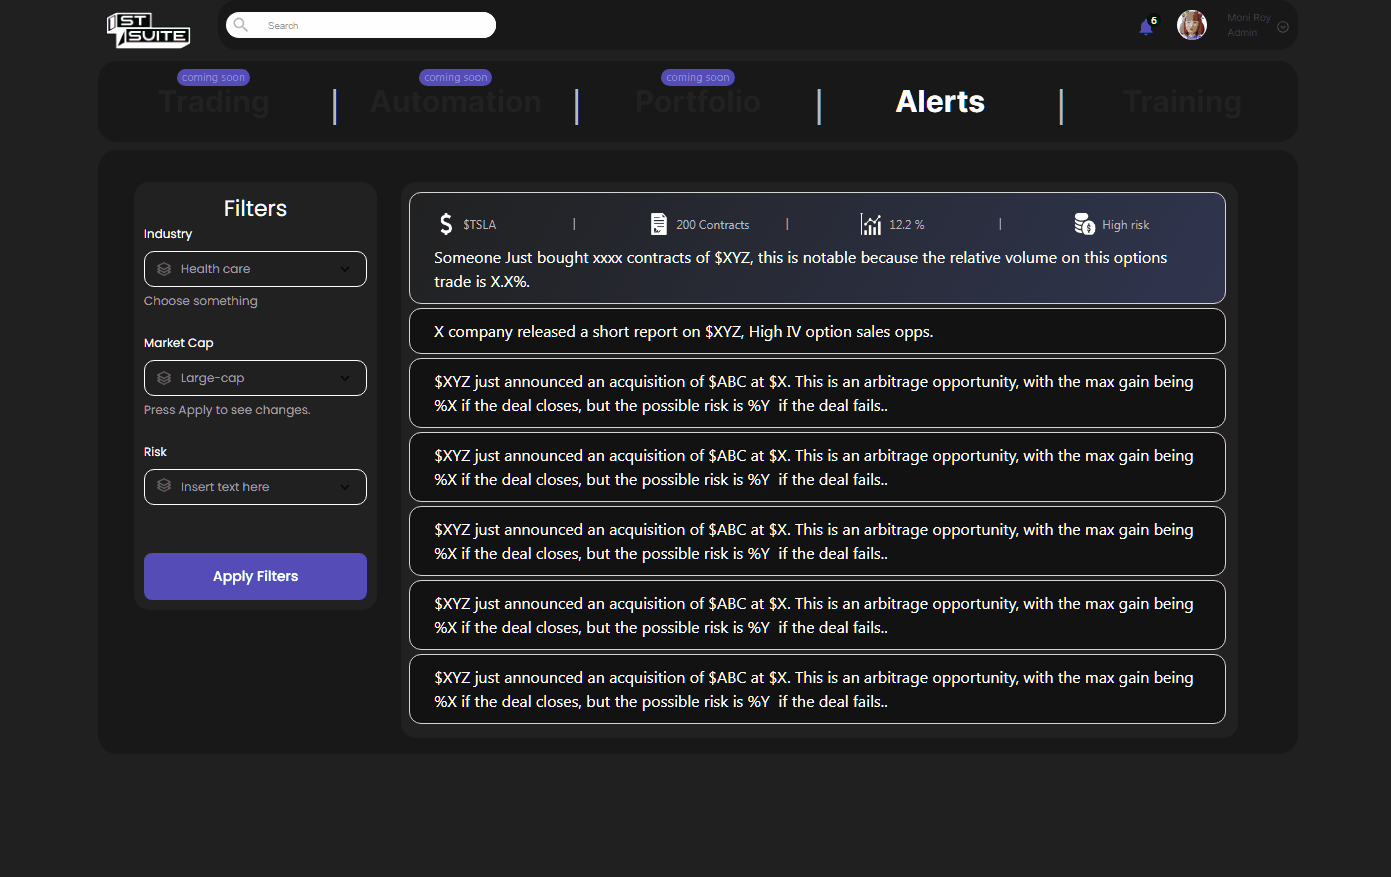 1ST
SUITE
Search
6
Moni Roy
Admin
coming soon
coming soon
coming soon
Trading
Automation
Portfolio
Alerts
Training
Filters
Industry
Health care
Choose something
Market Cap
Large-cap
Press Apply to see changes.
Risk
Insert text here
Apply Filters
$TSLA | 200 Contracts | 12.2 % | High risk
Someone Just bought xxxx contracts of $XYZ, this is notable because the relative volume on this options
trade is X.X%.
X company released a short report on $XYZ, High IV option sales opps.
$XYZ just announced an acquisition of $ABC at $X. This is an arbitrage opportunity, with the max gain being
%X if the deal closes, but the possible risk is %Y  if the deal fails..
$XYZ just announced an acquisition of $ABC at $X. This is an arbitrage opportunity, with the max gain being
%X if the deal closes, but the possible risk is %Y  if the deal fails..
$XYZ just announced an acquisition of $ABC at $X. This is an arbitrage opportunity, with the max gain being
%X if the deal closes, but the possible risk is %Y  if the deal fails..
$XYZ just announced an acquisition of $ABC at $X. This is an arbitrage opportunity, with the max gain being
%X if the deal closes, but the possible risk is %Y  if the deal fails..
$XYZ just announced an acquisition of $ABC at $X. This is an arbitrage opportunity, with the max gain being
%X if the deal closes, but the possible risk is %Y  if the deal fails..